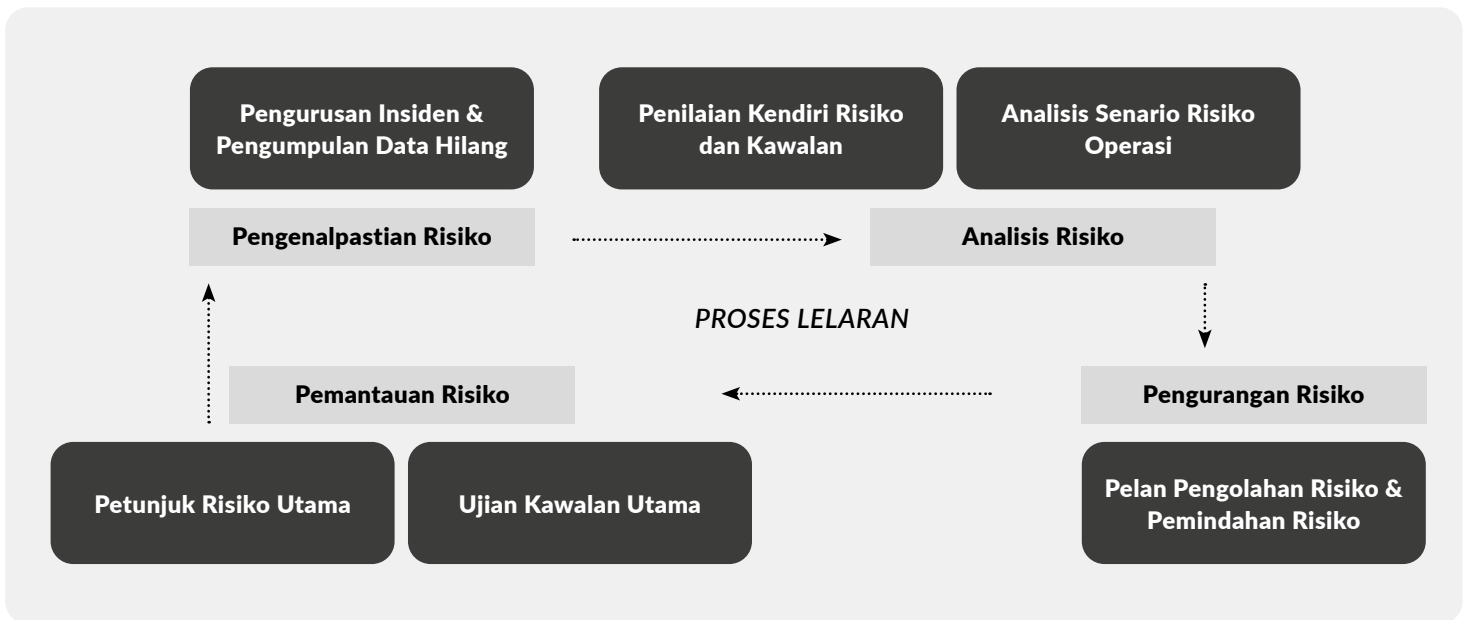 Pengurusan Insiden &
Pengumpulan Data Hilang
Penilaian Kendiri Risiko
dan Kawalan
Analisis Senario Risiko
Operasi
Pengenalpastian Risiko
Analisis Risiko
PROSES LELARAN
Pemantauan Risiko
Pengurangan Risiko
Petunjuk Risiko Utama
Ujian Kawalan Utama
Pelan Pengolahan Risiko &
Pemindahan Risiko